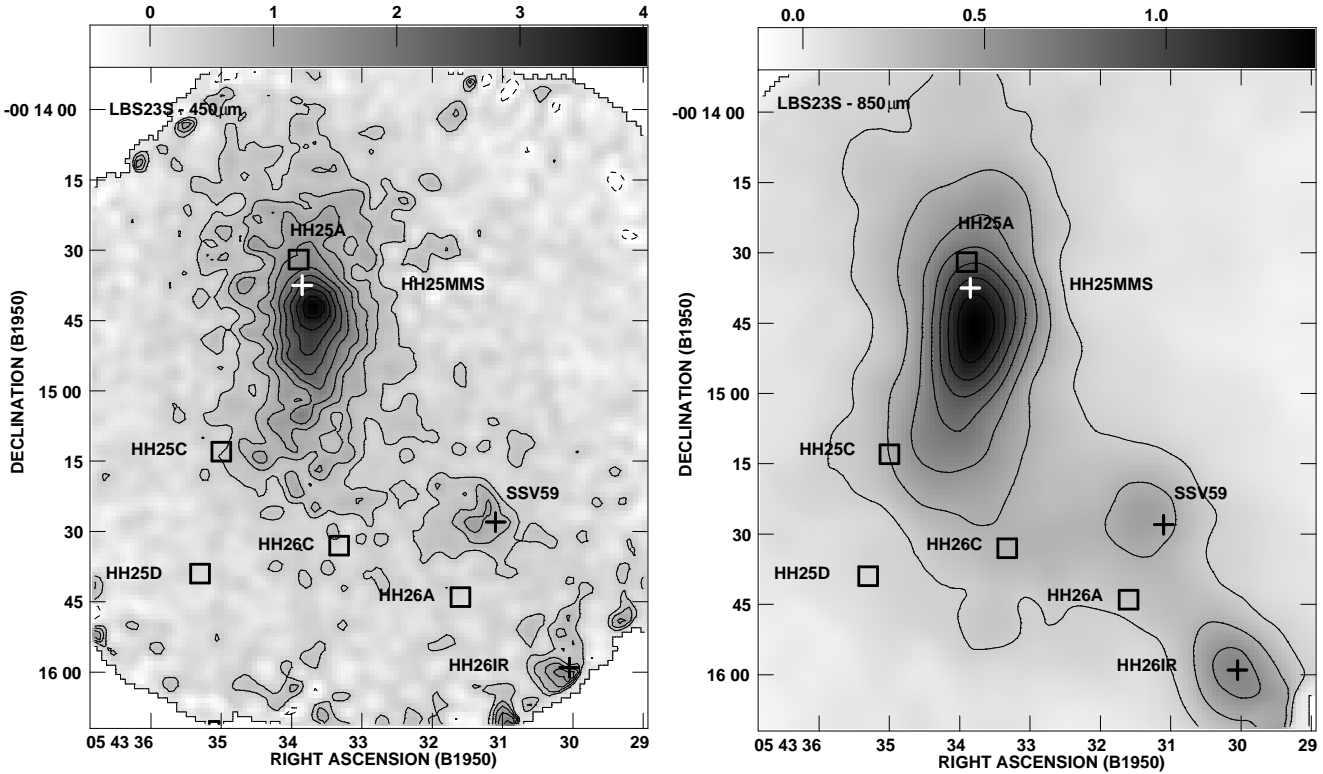 0 1 2 3 4
LBS23S - 450μm
-00 14 00
15
30
45
15 00
15
30
45
16 00
DECLINATION (B1950)
HH25A
HH25MMS
HH25C
SSV59
HH26C
HH25D
HH26A
HH26IR
05 43 36 35 34 33 32 31 30 29
RIGHT ASCENSION (B1950)
0.0 0.5 1.0
LBS23S - 850μm
-00 14 00
15
30
45
15 00
15
30
45
16 00
DECLINATION (B1950)
HH25A
HH25MMS
HH25C
SSV59
HH26C
HH25D
HH26A
HH26IR
05 43 36 35 34 33 32 31 30 29
RIGHT ASCENSION (B1950)